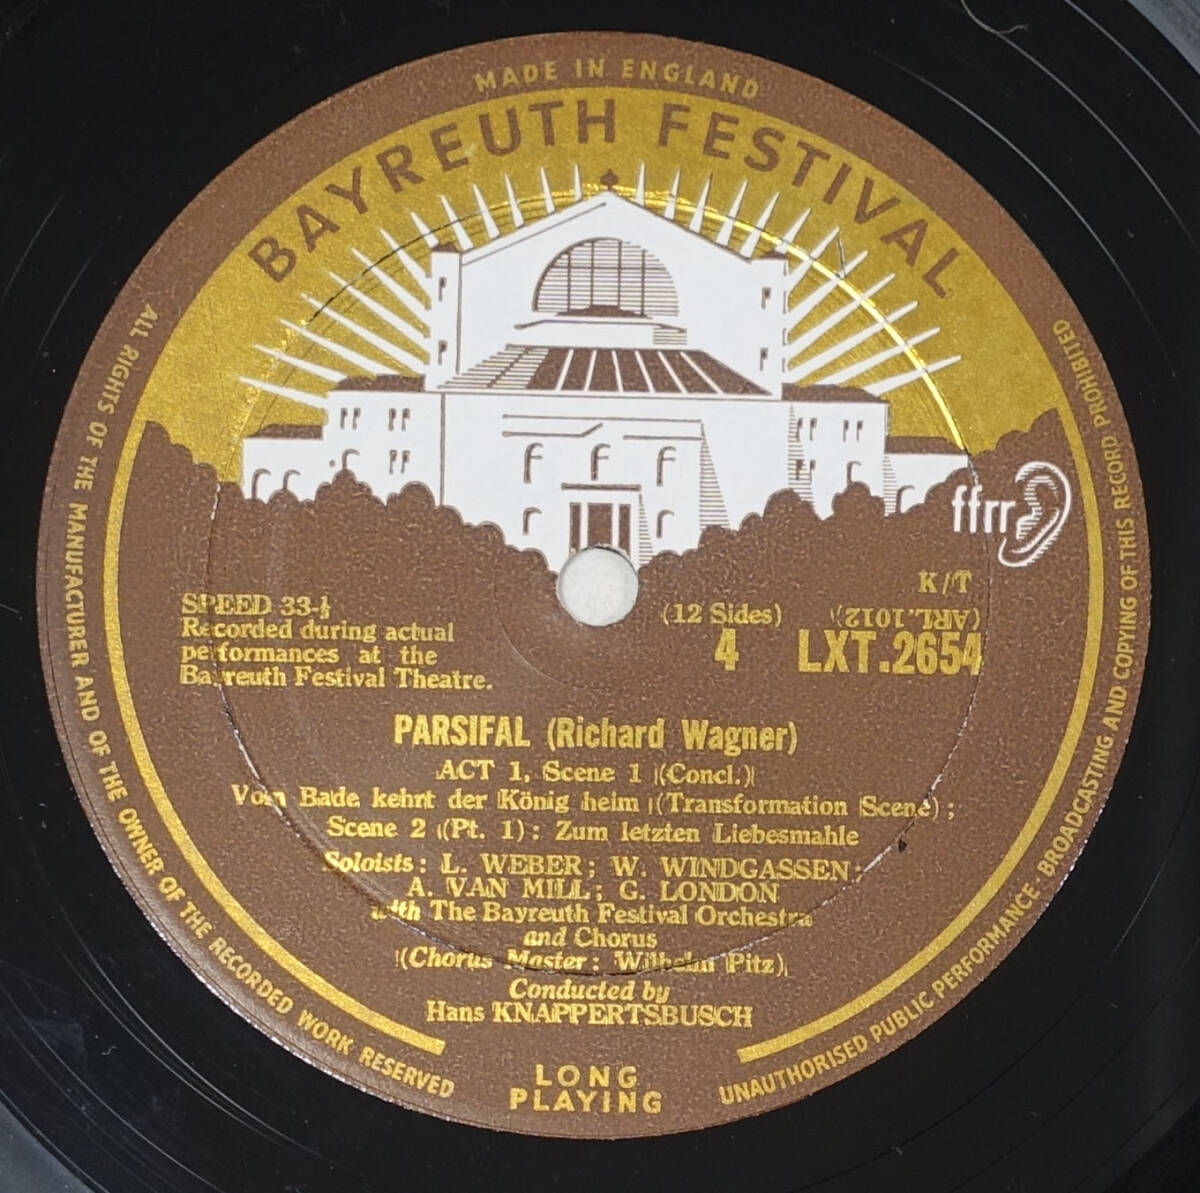 MADE IN ENGLAND
BAYREUTH FESTIVAL
ffrr
K/T
SPEED 33-⅓
Recorded during actual
performances at the
Bayreuth Festival Theatre.
(12 Sides)
4
(ARL.1012)
LXT.2654
PARSIFAL (Richard Wagner)
ACT 1, Scene 1 (Concl.)
Vom Bade kehrt der König heim (Transformation Scene) ;
Scene 2 (Pt. 1) : Zum letzten Liebesmahle
Soloists : L. WEBER ; W. WINDGASSEN ;
A. VAN MILL ; G. LONDON
with The Bayreuth Festival Orchestra
and Chorus
(Chorus Master : Wilhelm Pitz)
Conducted by
Hans KNAPPERTSBUSCH
LONG
PLAYING
ALL RIGHTS OF THE MANUFACTURER AND OF THE OWNER OF THE RECORDED WORK RESERVED
UNAUTHORISED PUBLIC PERFORMANCE· BROADCASTING AND COPYING OF THIS RECORD PROHIBITED